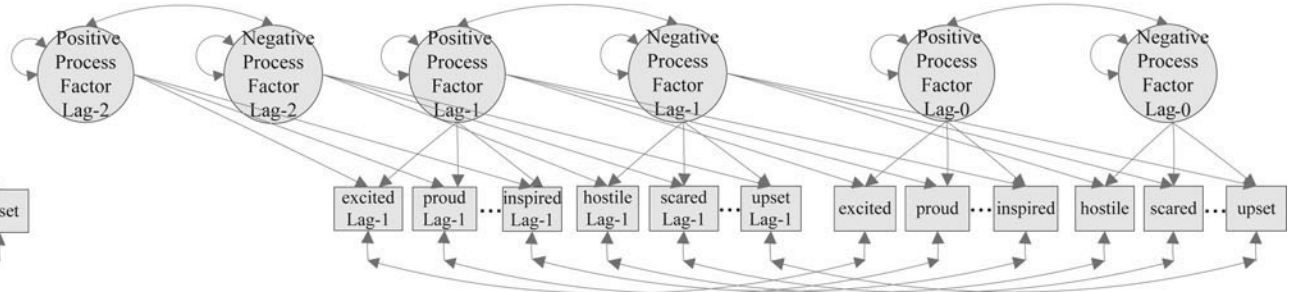 Positive
Process
Factor
Lag-2
Negative
Process
Factor
Lag-2
Positive
Process
Factor
Lag-1
Negative
Process
Factor
Lag-1
Positive
Process
Factor
Lag-0
Negative
Process
Factor
Lag-0
set
excited
Lag-1
proud
Lag-1
...
inspired
Lag-1
hostile
Lag-1
scared
Lag-1
...
upset
Lag-1
excited
proud
...
inspired
hostile
scared
...
upset